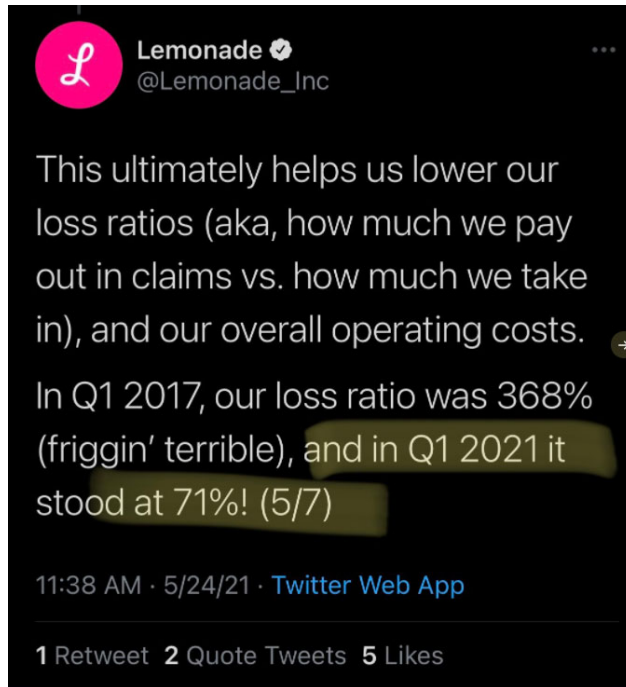 Lemonade
@Lemonade_Inc
This ultimately helps us lower our
loss ratios (aka, how much we pay
out in claims vs. how much we take
in), and our overall operating costs.
In Q1 2017, our loss ratio was 368%
(friggin’ terrible), and in Q1 2021 it
stood at 71%! (5/7)
11:38 AM · 5/24/21 · Twitter Web App
1 Retweet 2 Quote Tweets 5 Likes